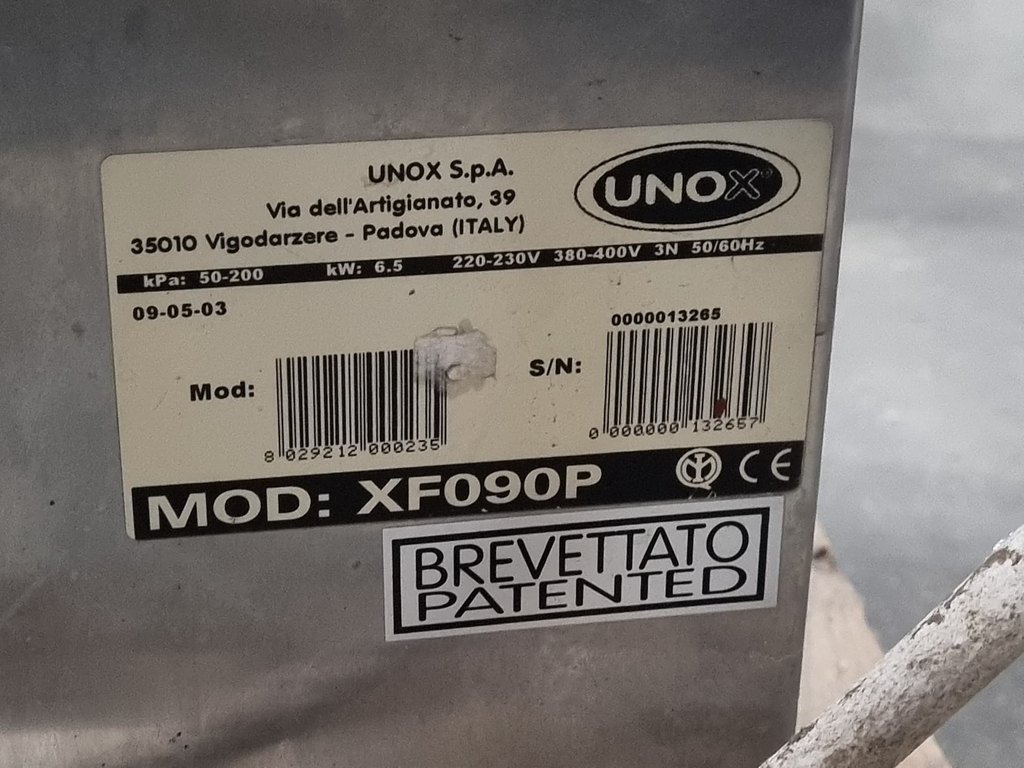 UNOX S.p.A.
Via dell'Artigianato, 39
35010 Vigodarzere - Padova (ITALY)
UNOX®
kPa: 50-200 kW: 6.5 220-230V 380-400V 3N 50/60Hz
09-05-03
0000013265
Mod:
S/N:
8 029212 000235
0 000000 132657
MOD: XF090P
CE
BREVETTATO
PATENTED